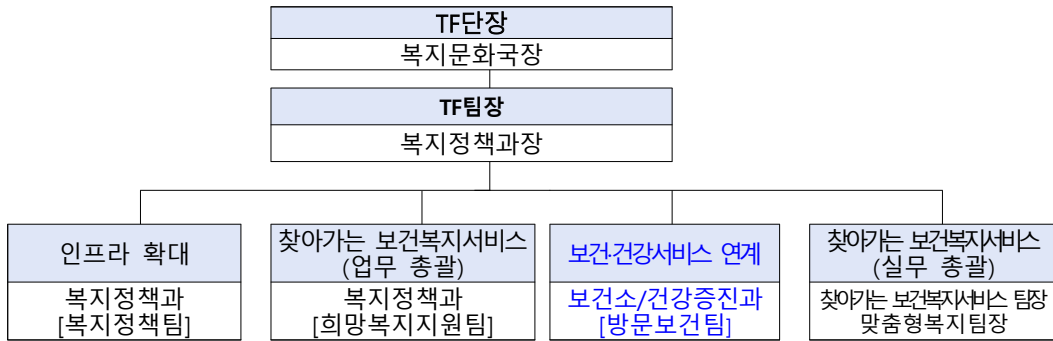 TF단장
복지문화국장
TF팀장
복지정책과장
인프라 확대
복지정책과
[복지정책팀]
찾아가는 보건복지서비스
(업무 총괄)
복지정책과
[희망복지지원팀]
보건·건강서비스 연계
보건소/건강증진과
[방문보건팀]
찾아가는 보건복지서비스
(실무 총괄)
찾아가는 보건복지서비스 팀장
맞춤형복지팀장